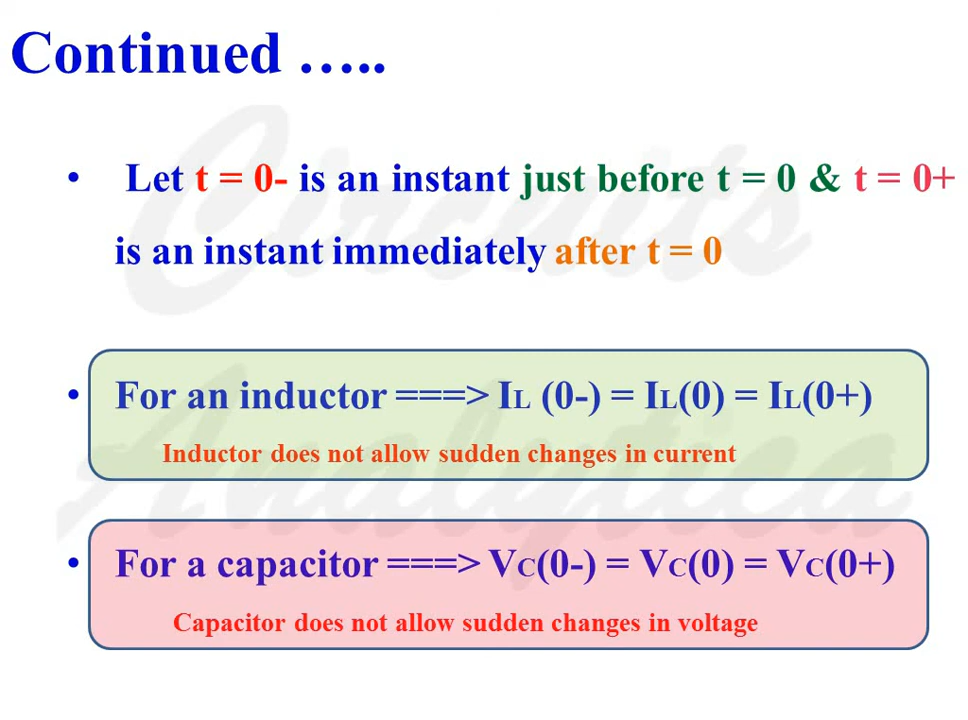 Continued …..
• Let t = 0- is an instant just before t = 0 & t = 0+
is an instant immediately after t = 0
• For an inductor ===> IL (0-) = IL(0) = IL(0+)
Inductor does not allow sudden changes in current
• For a capacitor ===> VC(0-) = VC(0) = VC(0+)
Capacitor does not allow sudden changes in voltage
Circuits
Analytica